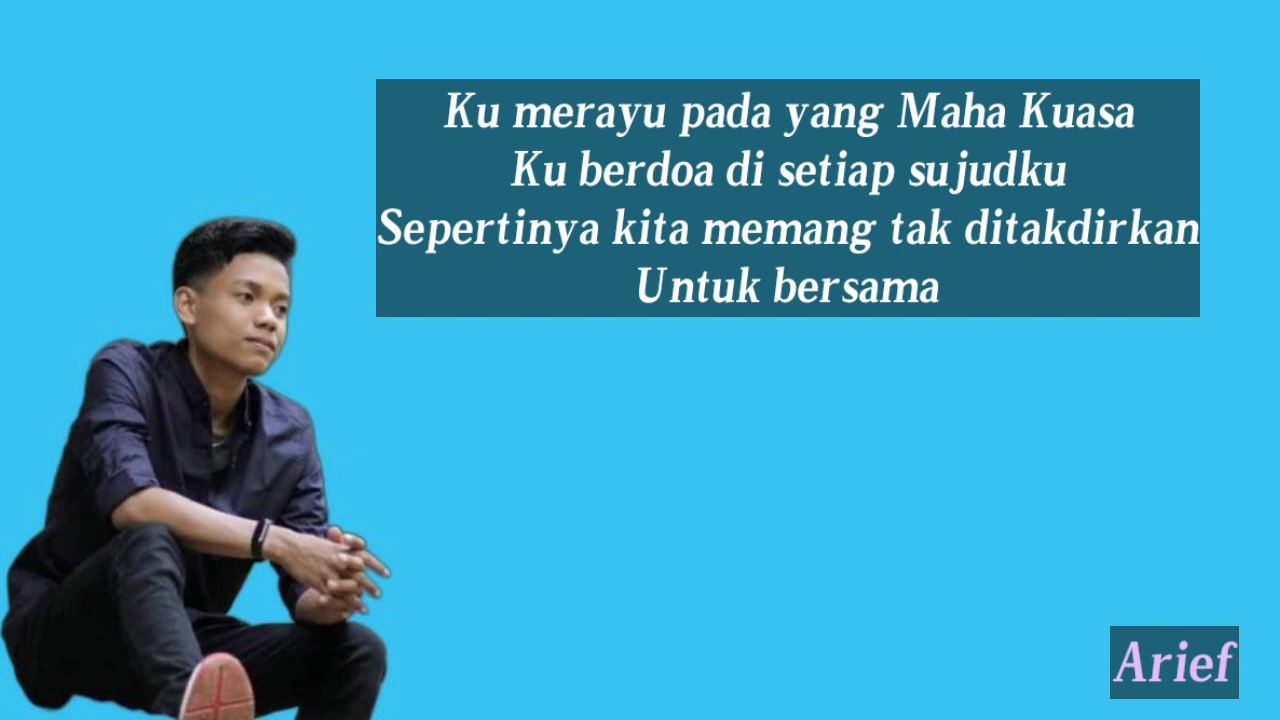 Ku merayu pada yang Maha Kuasa
Ku berdoa di setiap sujudku
Sepertinya kita memang tak ditakdirkan
Untuk bersama
Arief